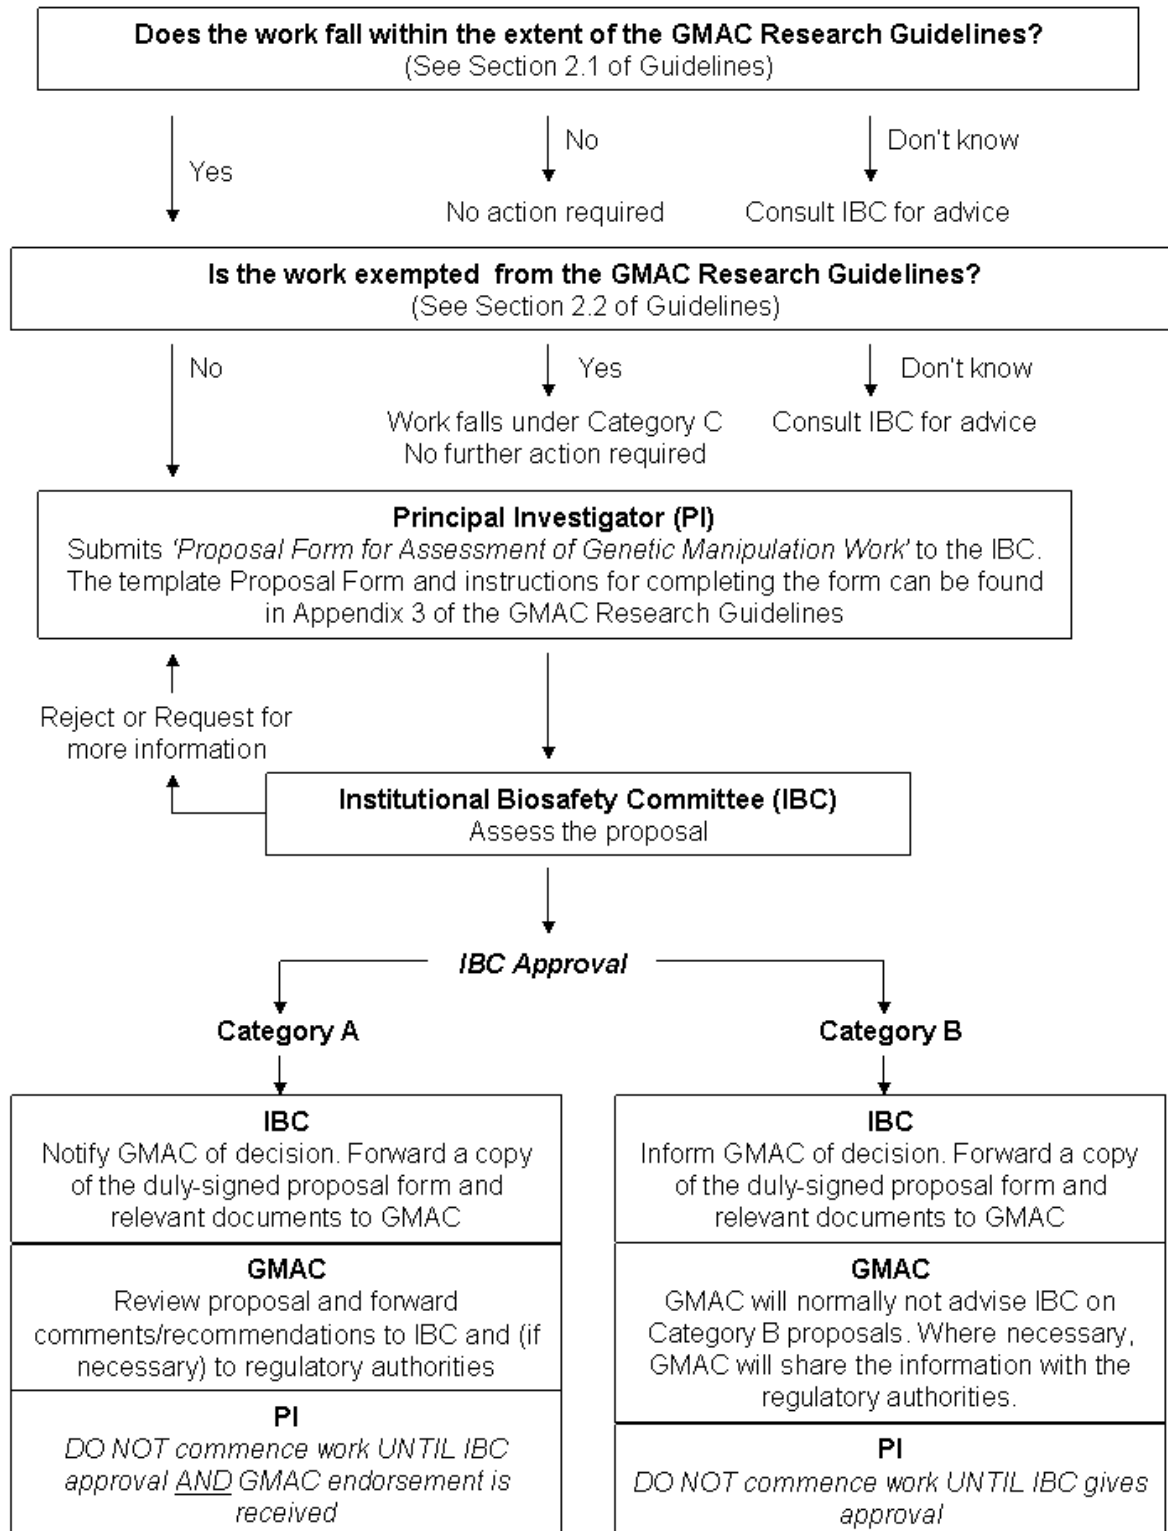 Does the work fall within the extent of the GMAC Research Guidelines?
(See Section 2.1 of Guidelines)
Yes
No
Don't know
No action required
Consult IBC for advice
Is the work exempted from the GMAC Research Guidelines?
(See Section 2.2 of Guidelines)
No
Yes
Don't know
Work falls under Category C
No further action required
Consult IBC for advice
Principal Investigator (PI)
Submits 'Proposal Form for Assessment of Genetic Manipulation Work' to the IBC.
The template Proposal Form and instructions for completing the form can be found
in Appendix 3 of the GMAC Research Guidelines
Reject or Request for
more information
Institutional Biosafety Committee (IBC)
Assess the proposal
IBC Approval
Category A
Category B
IBC
Notify GMAC of decision. Forward a copy
of the duly-signed proposal form and
relevant documents to GMAC
GMAC
Review proposal and forward
comments/recommendations to IBC and (if
necessary) to regulatory authorities
PI
DO NOT commence work UNTIL IBC
approval AND GMAC endorsement is
received
IBC
Inform GMAC of decision. Forward a copy
of the duly-signed proposal form and
relevant documents to GMAC
GMAC
GMAC will normally not advise IBC on
Category B proposals. Where necessary,
GMAC will share the information with the
regulatory authorities.
PI
DO NOT commence work UNTIL IBC gives
approval